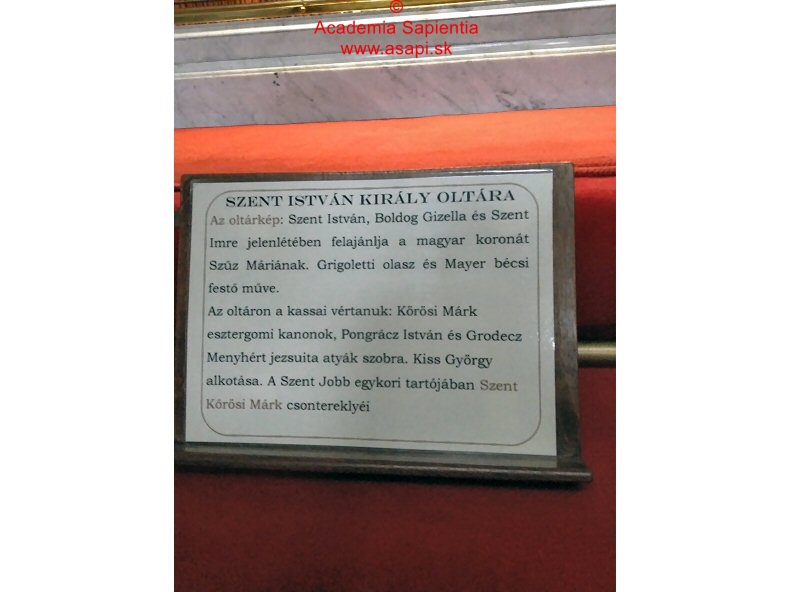 ©
Academia Sapientia
www.asapi.sk
SZENT ISTVÁN KIRÁLY OLTÁRA
Az oltárkép: Szent István, Boldog Gizella és Szent
Imre jelenlétében felajánlja a magyar koronát
Szűz Máriának. Grigoletti olasz és Mayer bécsi
festő műve.
Az oltáron a kassai vértanuk: Kőrősi Márk
esztergomi kanonok, Pongrácz István és Grodecz
Menyhért jezsuita atyák szobra. Kiss György
alkotása. A Szent Jobb egykori tartójában Szent
Kőrősi Márk csontereklyéi